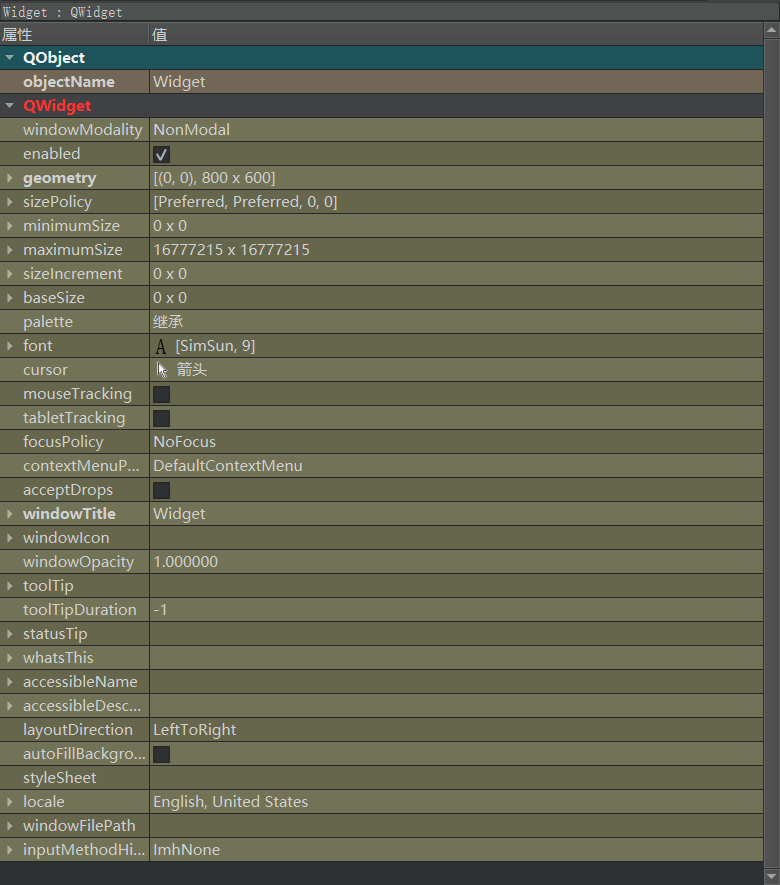 Widget : QWidget
属性 值
QObject
objectName Widget
QWidget
windowModality NonModal
enabled
geometry [(0, 0), 800 x 600]
sizePolicy [Preferred, Preferred, 0, 0]
minimumSize 0 x 0
maximumSize 16777215 x 16777215
sizeIncrement 0 x 0
baseSize 0 x 0
palette 继承
font A [SimSun, 9]
cursor 箭头
mouseTracking
tabletTracking
focusPolicy NoFocus
contextMenuP... DefaultContextMenu
acceptDrops
windowTitle Widget
windowIcon
windowOpacity 1.000000
toolTip
toolTipDuration -1
statusTip
whatsThis
accessibleName
accessibleDesc...
layoutDirection LeftToRight
autoFillBackgro...
styleSheet
locale English, United States
windowFilePath
inputMethodHi... ImhNone